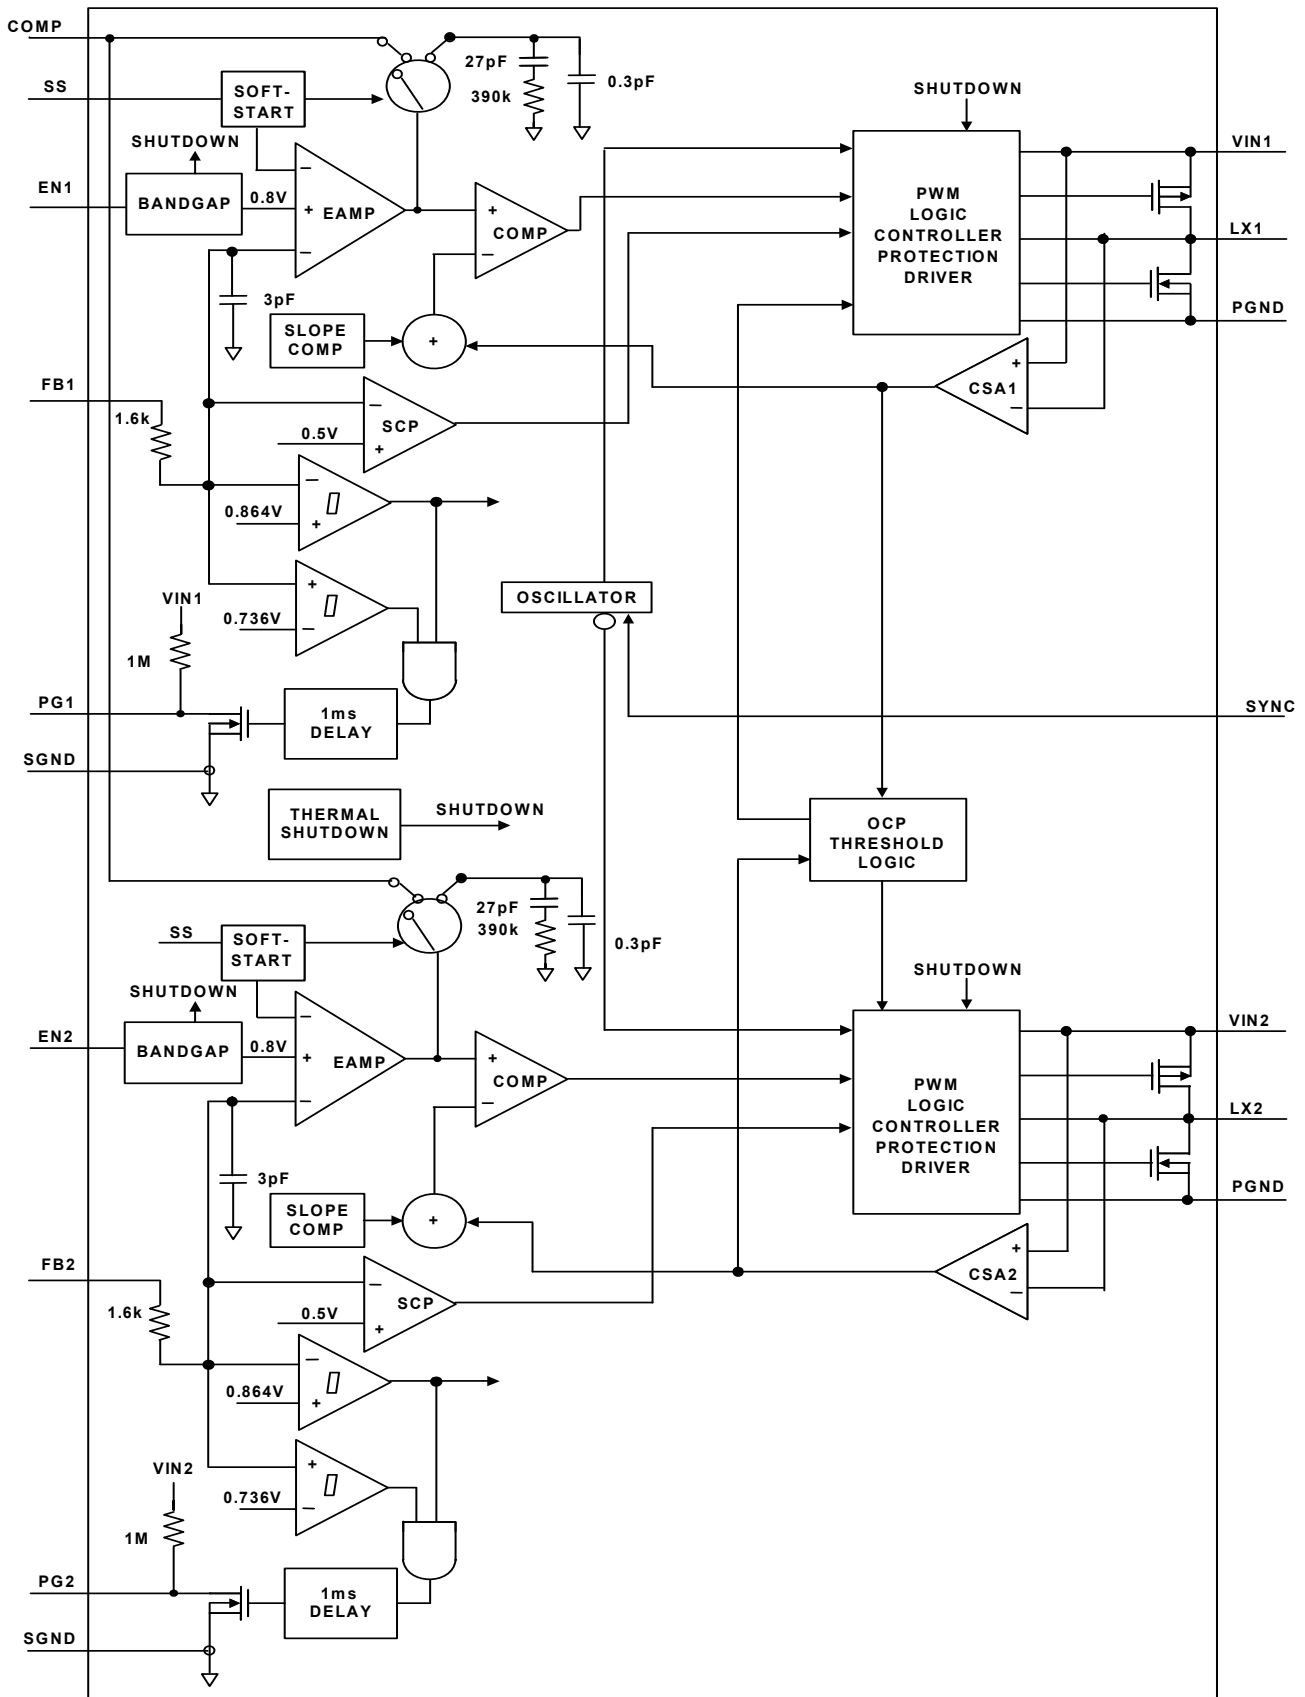 COMP
27pF
0.3pF
390k
SS
SOFT-
START
SHUTDOWN
SHUTDOWN
VIN1
EN1
BANDGAP
0.8V
−
+
−
EAMP
+
−
COMP
PWM
LOGIC
CONTROLLER
PROTECTION
DRIVER
LX1
3pF
PGND
SLOPE
COMP
+
+
−
CSA1
FB1
1.6k
−
SCP
+
0.5V
−
0.864V
+
VIN1
+
0.736V
−
OSCILLATOR
1M
PG1
1ms
DELAY
SYNC
SGND
THERMAL
SHUTDOWN
SHUTDOWN
OCP
THRESHOLD
LOGIC
27pF
390k
0.3pF
SS
SOFT-
START
SHUTDOWN
SHUTDOWN
VIN2
EN2
BANDGAP
0.8V
−
+
−
EAMP
+
−
COMP
PWM
LOGIC
CONTROLLER
PROTECTION
DRIVER
LX2
3pF
PGND
SLOPE
COMP
+
+
−
CSA2
FB2
1.6k
−
SCP
+
0.5V
−
0.864V
+
VIN2
+
0.736V
−
1M
PG2
1ms
DELAY
SGND